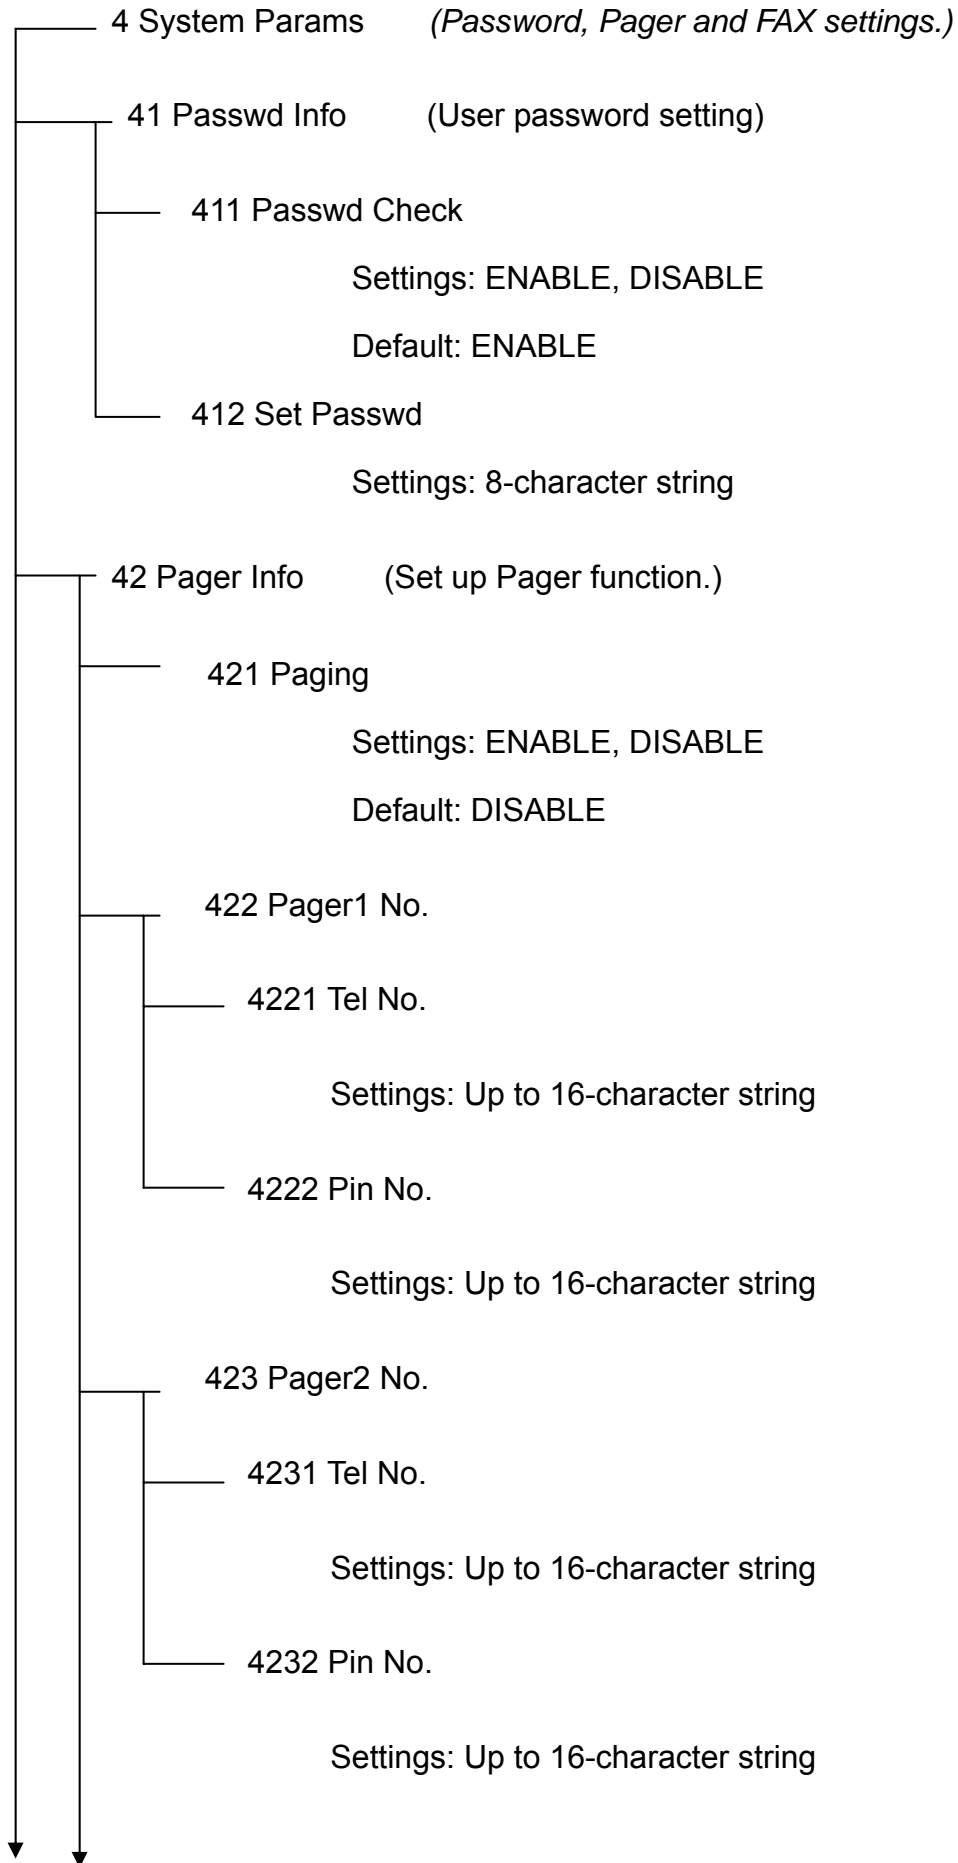 4 System Params (Password, Pager and FAX settings.)
41 Passwd Info (User password setting)
411 Passwd Check
Settings: ENABLE, DISABLE
Default: ENABLE
412 Set Passwd
Settings: 8-character string
42 Pager Info (Set up Pager function.)
421 Paging
Settings: ENABLE, DISABLE
Default: DISABLE
422 Pager1 No.
4221 Tel No.
Settings: Up to 16-character string
4222 Pin No.
Settings: Up to 16-character string
423 Pager2 No.
4231 Tel No.
Settings: Up to 16-character string
4232 Pin No.
Settings: Up to 16-character string